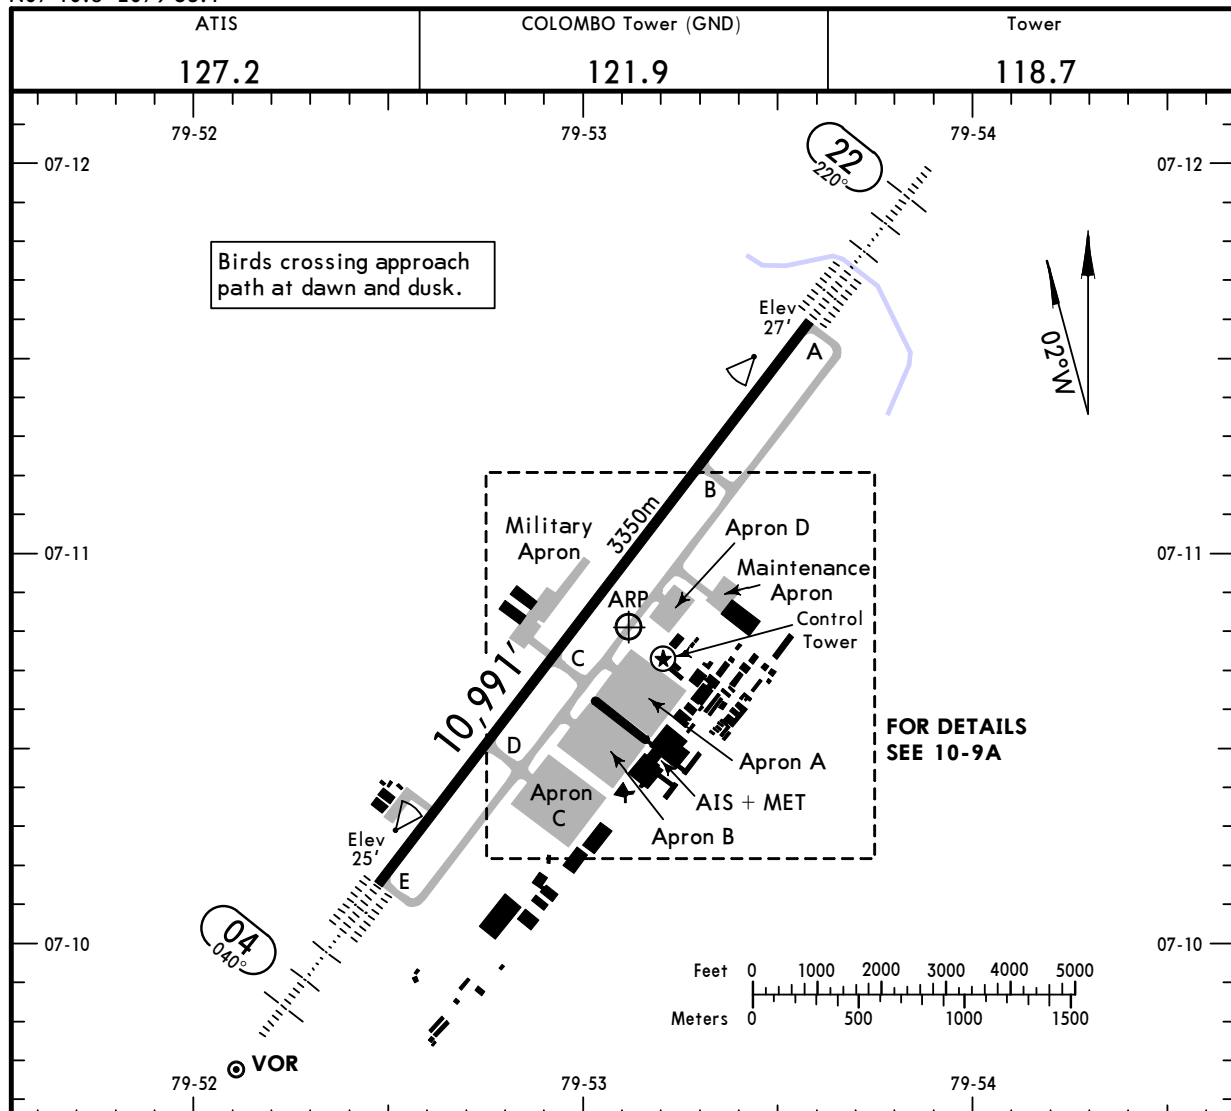 ATIS
127.2
COLOMBO Tower (GND)
121.9
Tower
118.7
79-52
79-53
79-54
07-12
07-12
22
220°
Birds crossing approach
path at dawn and dusk.
Elev
27'
A
02°W
B
3350m
Military
Apron
Apron D
07-11
07-11
Maintenance
Apron
ARP
Control
Tower
C
10,991'
D
FOR DETAILS
SEE 10-9A
Apron A
Apron
C
AIS + MET
Apron B
Elev
25'
E
04
040°
07-10
07-10
Feet 0 1000 2000 3000 4000 5000
Meters 0 500 1000 1500
VOR
79-52
79-53
79-54